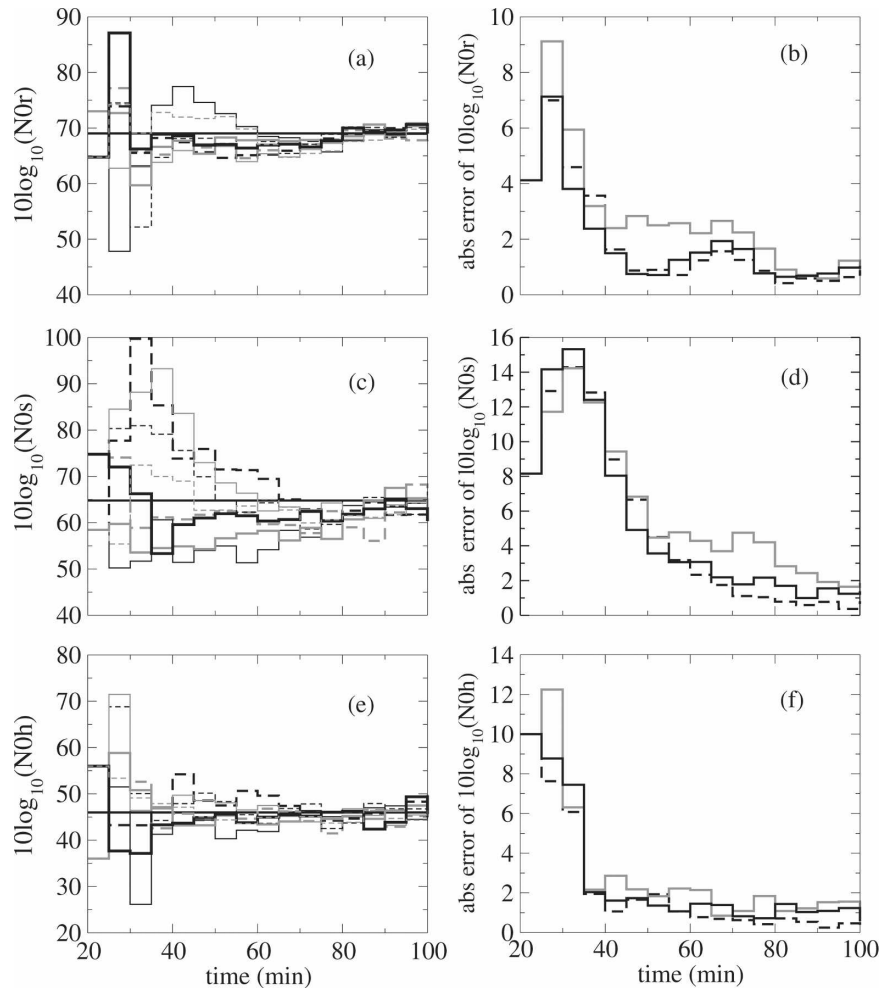 90
80
70
60
50
40
10log10(N0r)
(a)
10
8
6
4
2
0
abs error of 10log10(N0r)
(b)
100
90
80
70
60
50
40
10log10(N0s)
(c)
16
14
12
10
8
6
4
2
0
abs error of 10log10(N0s)
(d)
80
70
60
50
40
30
20
10log10(N0h)
(e)
20 40 60 80 100
time (min)
14
12
10
8
6
4
2
0
abs error of 10log10(N0h)
(f)
20 40 60 80 100
time (min)